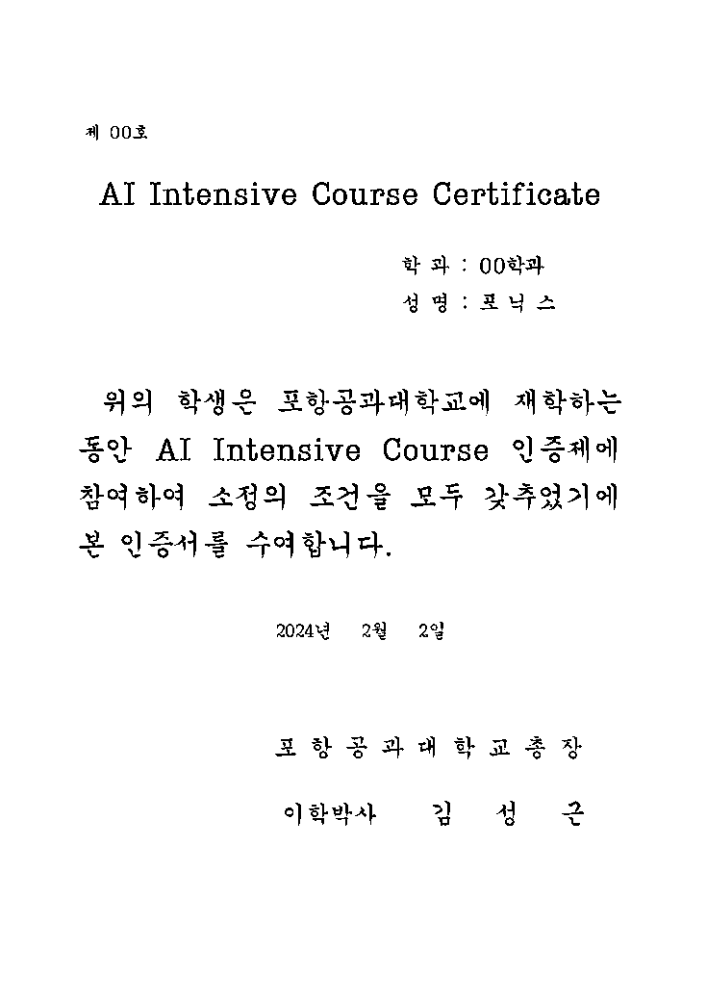 제 00호
AI Intensive Course Certificate
학 과 : 00학과
성 명 : 포 닉 스
위의 학생은 포항공과대학교에 재학하는
동안 AI Intensive Course 인증제에
참여하여 소정의 조건을 모두 갖추었기에
본 인증서를 수여합니다.
2024년 2월 2일
포 항 공 과 대 학 교 총 장
이학박사 김 성 근